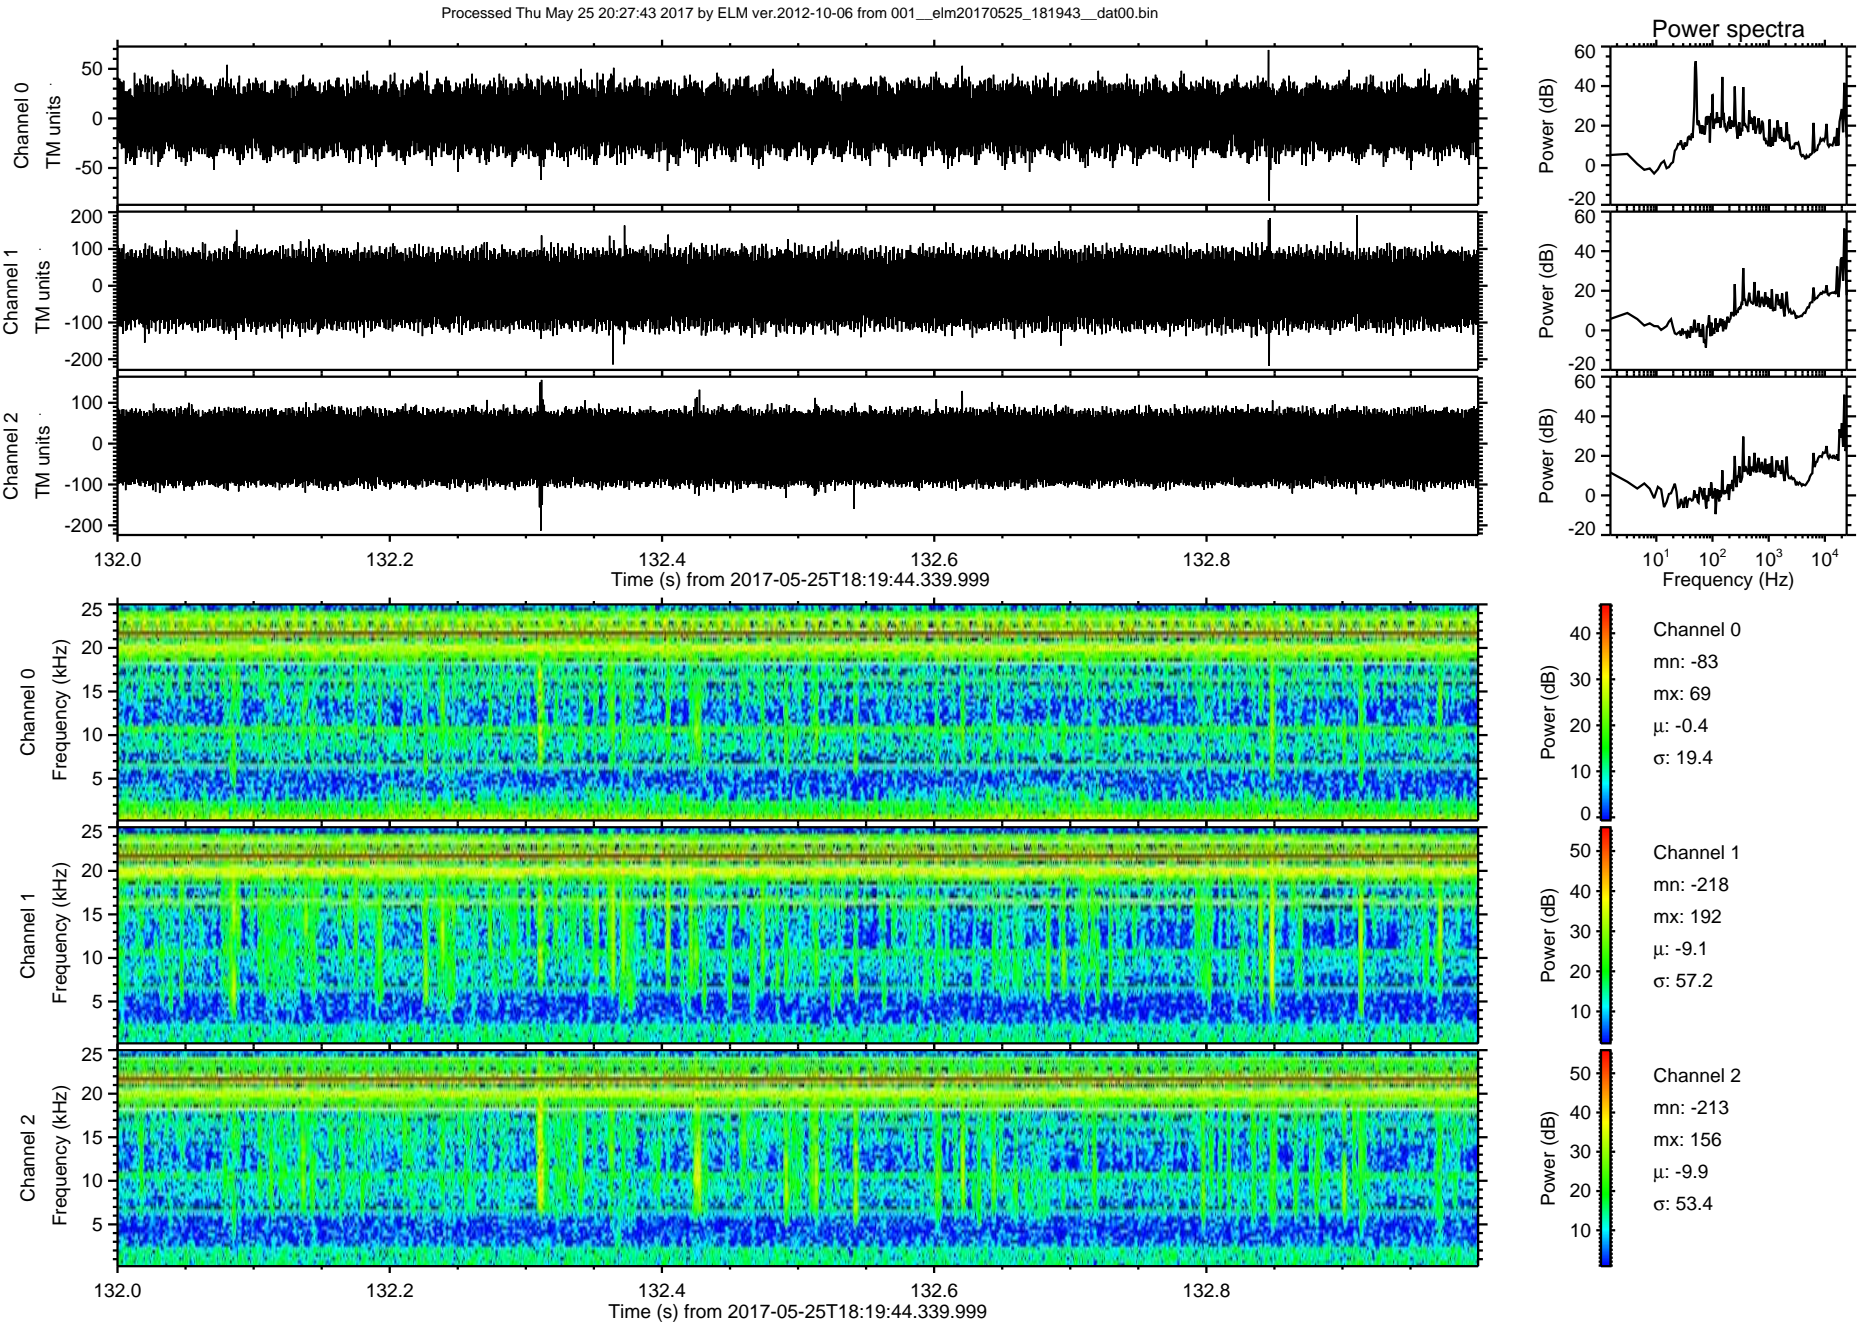 Processed Thu May 25 20:27:43 2017 by ELM ver.2012-10-06 from 001__elm20170525_181943__dat00.bin
Power spectra
Channel 0
TM units
50
0
-50
Power (dB)
60
40
20
0
-20
Channel 1
TM units
200
100
0
-100
-200
Power (dB)
60
40
20
0
-20
Channel 2
TM units
100
0
-100
-200
Power (dB)
60
40
20
0
-20
132.0 132.2 132.4 132.6 132.8
Time (s) from 2017-05-25T18:19:44.339.999
10^1 10^2 10^3 10^4
Frequency (Hz)
Channel 0
Frequency (kHz)
25
20
15
10
5
Power (dB)
40
30
20
10
0
Channel 0
mn: -83
mx: 69
μ: -0.4
σ: 19.4
Channel 1
Frequency (kHz)
25
20
15
10
5
Power (dB)
50
40
30
20
10
Channel 1
mn: -218
mx: 192
μ: -9.1
σ: 57.2
Channel 2
Frequency (kHz)
25
20
15
10
5
Power (dB)
50
40
30
20
10
Channel 2
mn: -213
mx: 156
μ: -9.9
σ: 53.4
132.0 132.2 132.4 132.6 132.8
Time (s) from 2017-05-25T18:19:44.339.999